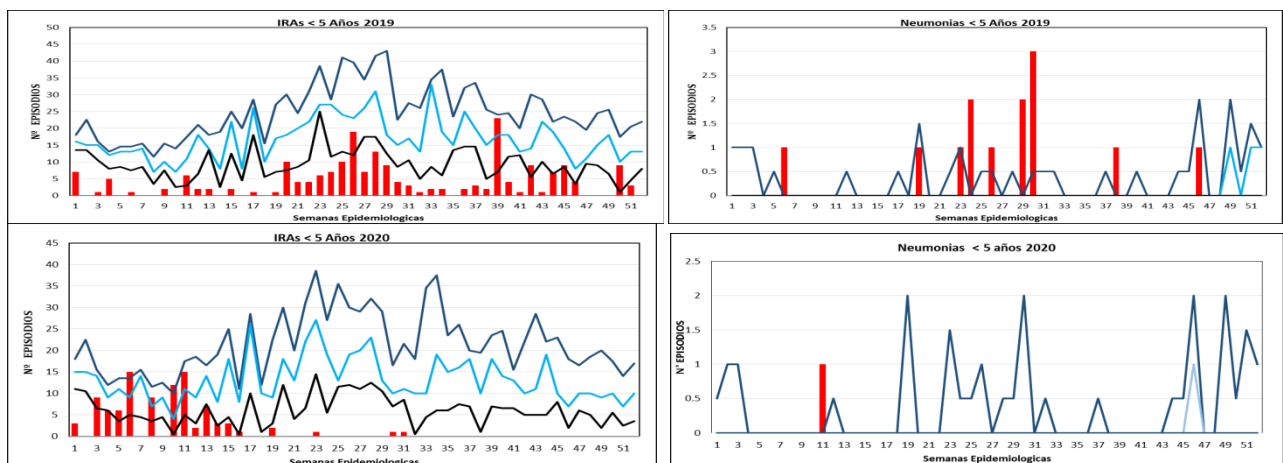 IRAs < 5 Años 2019
50
45
40
35
30
25
20
15
10
5
0
Nº EPISODIOS
1 3 5 7 9 11 13 15 17 19 21 23 25 27 29 31 33 35 37 39 41 43 45 47 49 51
Semanas Epidemiologicas
Neumonias < 5 Años 2019
3.5
3
2.5
2
1.5
1
0.5
0
Nº EPISODIOS
1 3 5 7 9 11 13 15 17 19 21 23 25 27 29 31 33 35 37 39 41 43 45 47 49 51
Semanas Epidemiologicas
IRAs < 5 Años 2020
45
40
35
30
25
20
15
10
5
0
Nº EPISODIOS
1 3 5 7 9 11 13 15 17 19 21 23 25 27 29 31 33 35 37 39 41 43 45 47 49 51
Semanas Epidemiologicas
Neumonias < 5 años 2020
2.5
2
1.5
1
0.5
0
N° EPISODIOS
1 3 5 7 9 11 13 15 17 19 21 23 25 27 29 31 33 35 37 39 41 43 45 47 49 51
Semanas Epidemiologicas